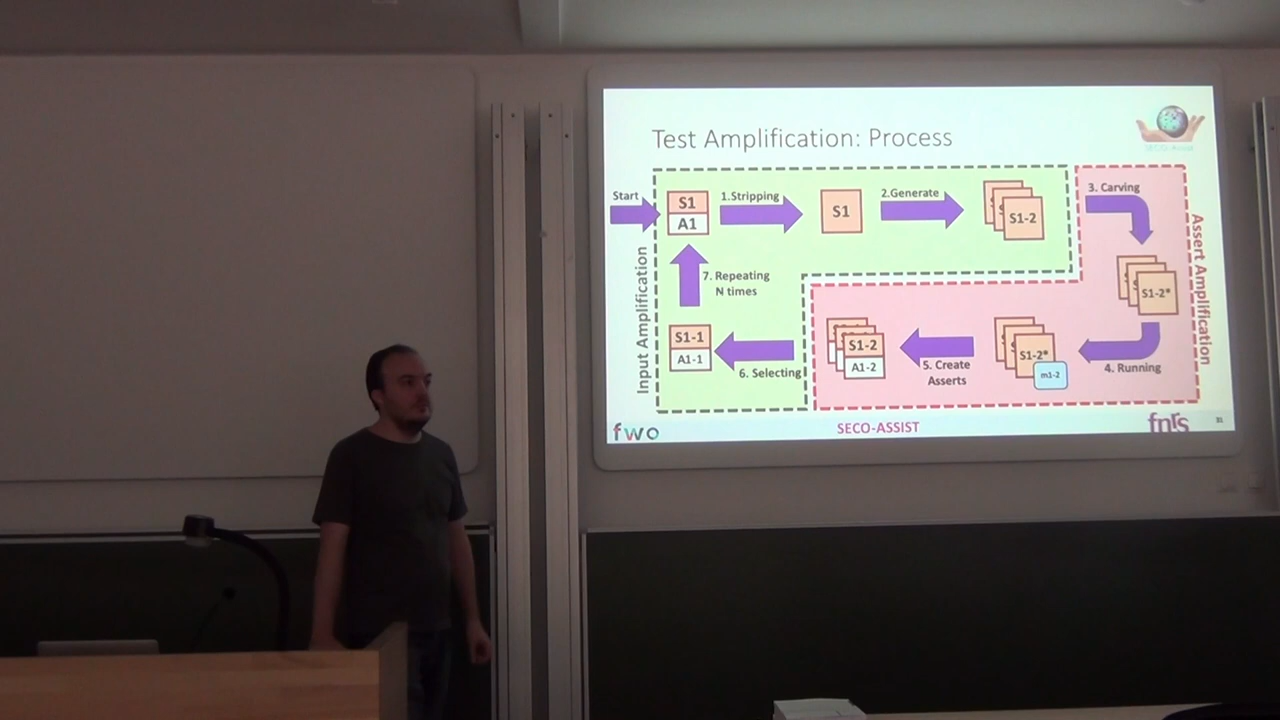 Test Amplification: Process
SECO-Assist
Start
S1
A1
1.Stripping
S1
2.Generate
S1-2
3. Carving
S1-2*
4. Running
S1-2*
m1-2
5. Create
Asserts
S1-2
A1-2
6. Selecting
S1-1
A1-1
7. Repeating
N times
Input Amplification
Assert Amplification
fwo
SECO-ASSIST
fnrs